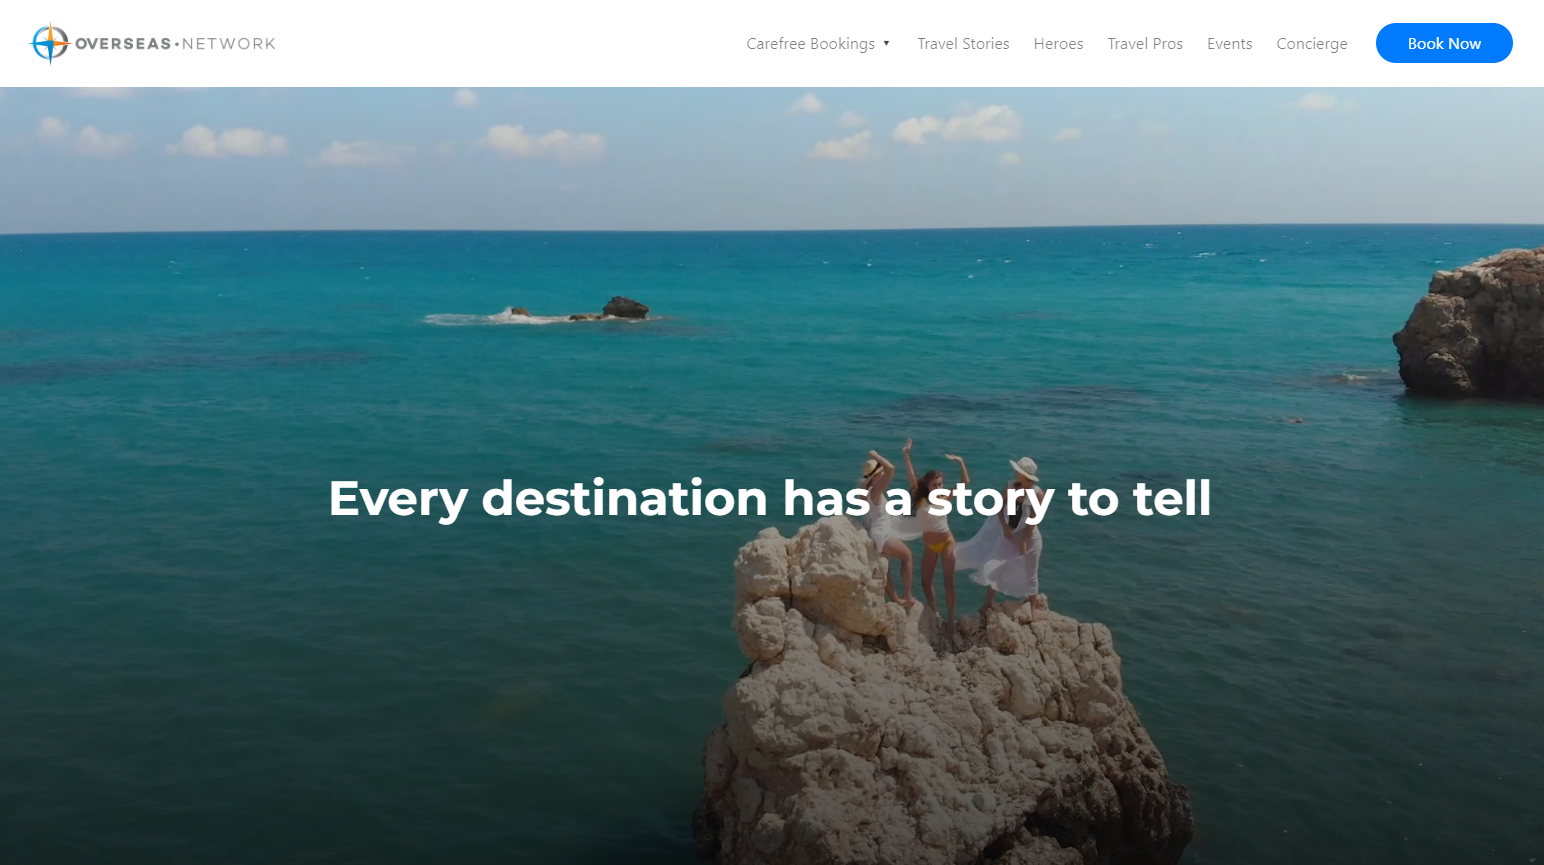 OVERSEAS•NETWORK
Carefree Bookings ▼ Travel Stories Heroes Travel Pros Events Concierge Book Now
Every destination has a story to tell